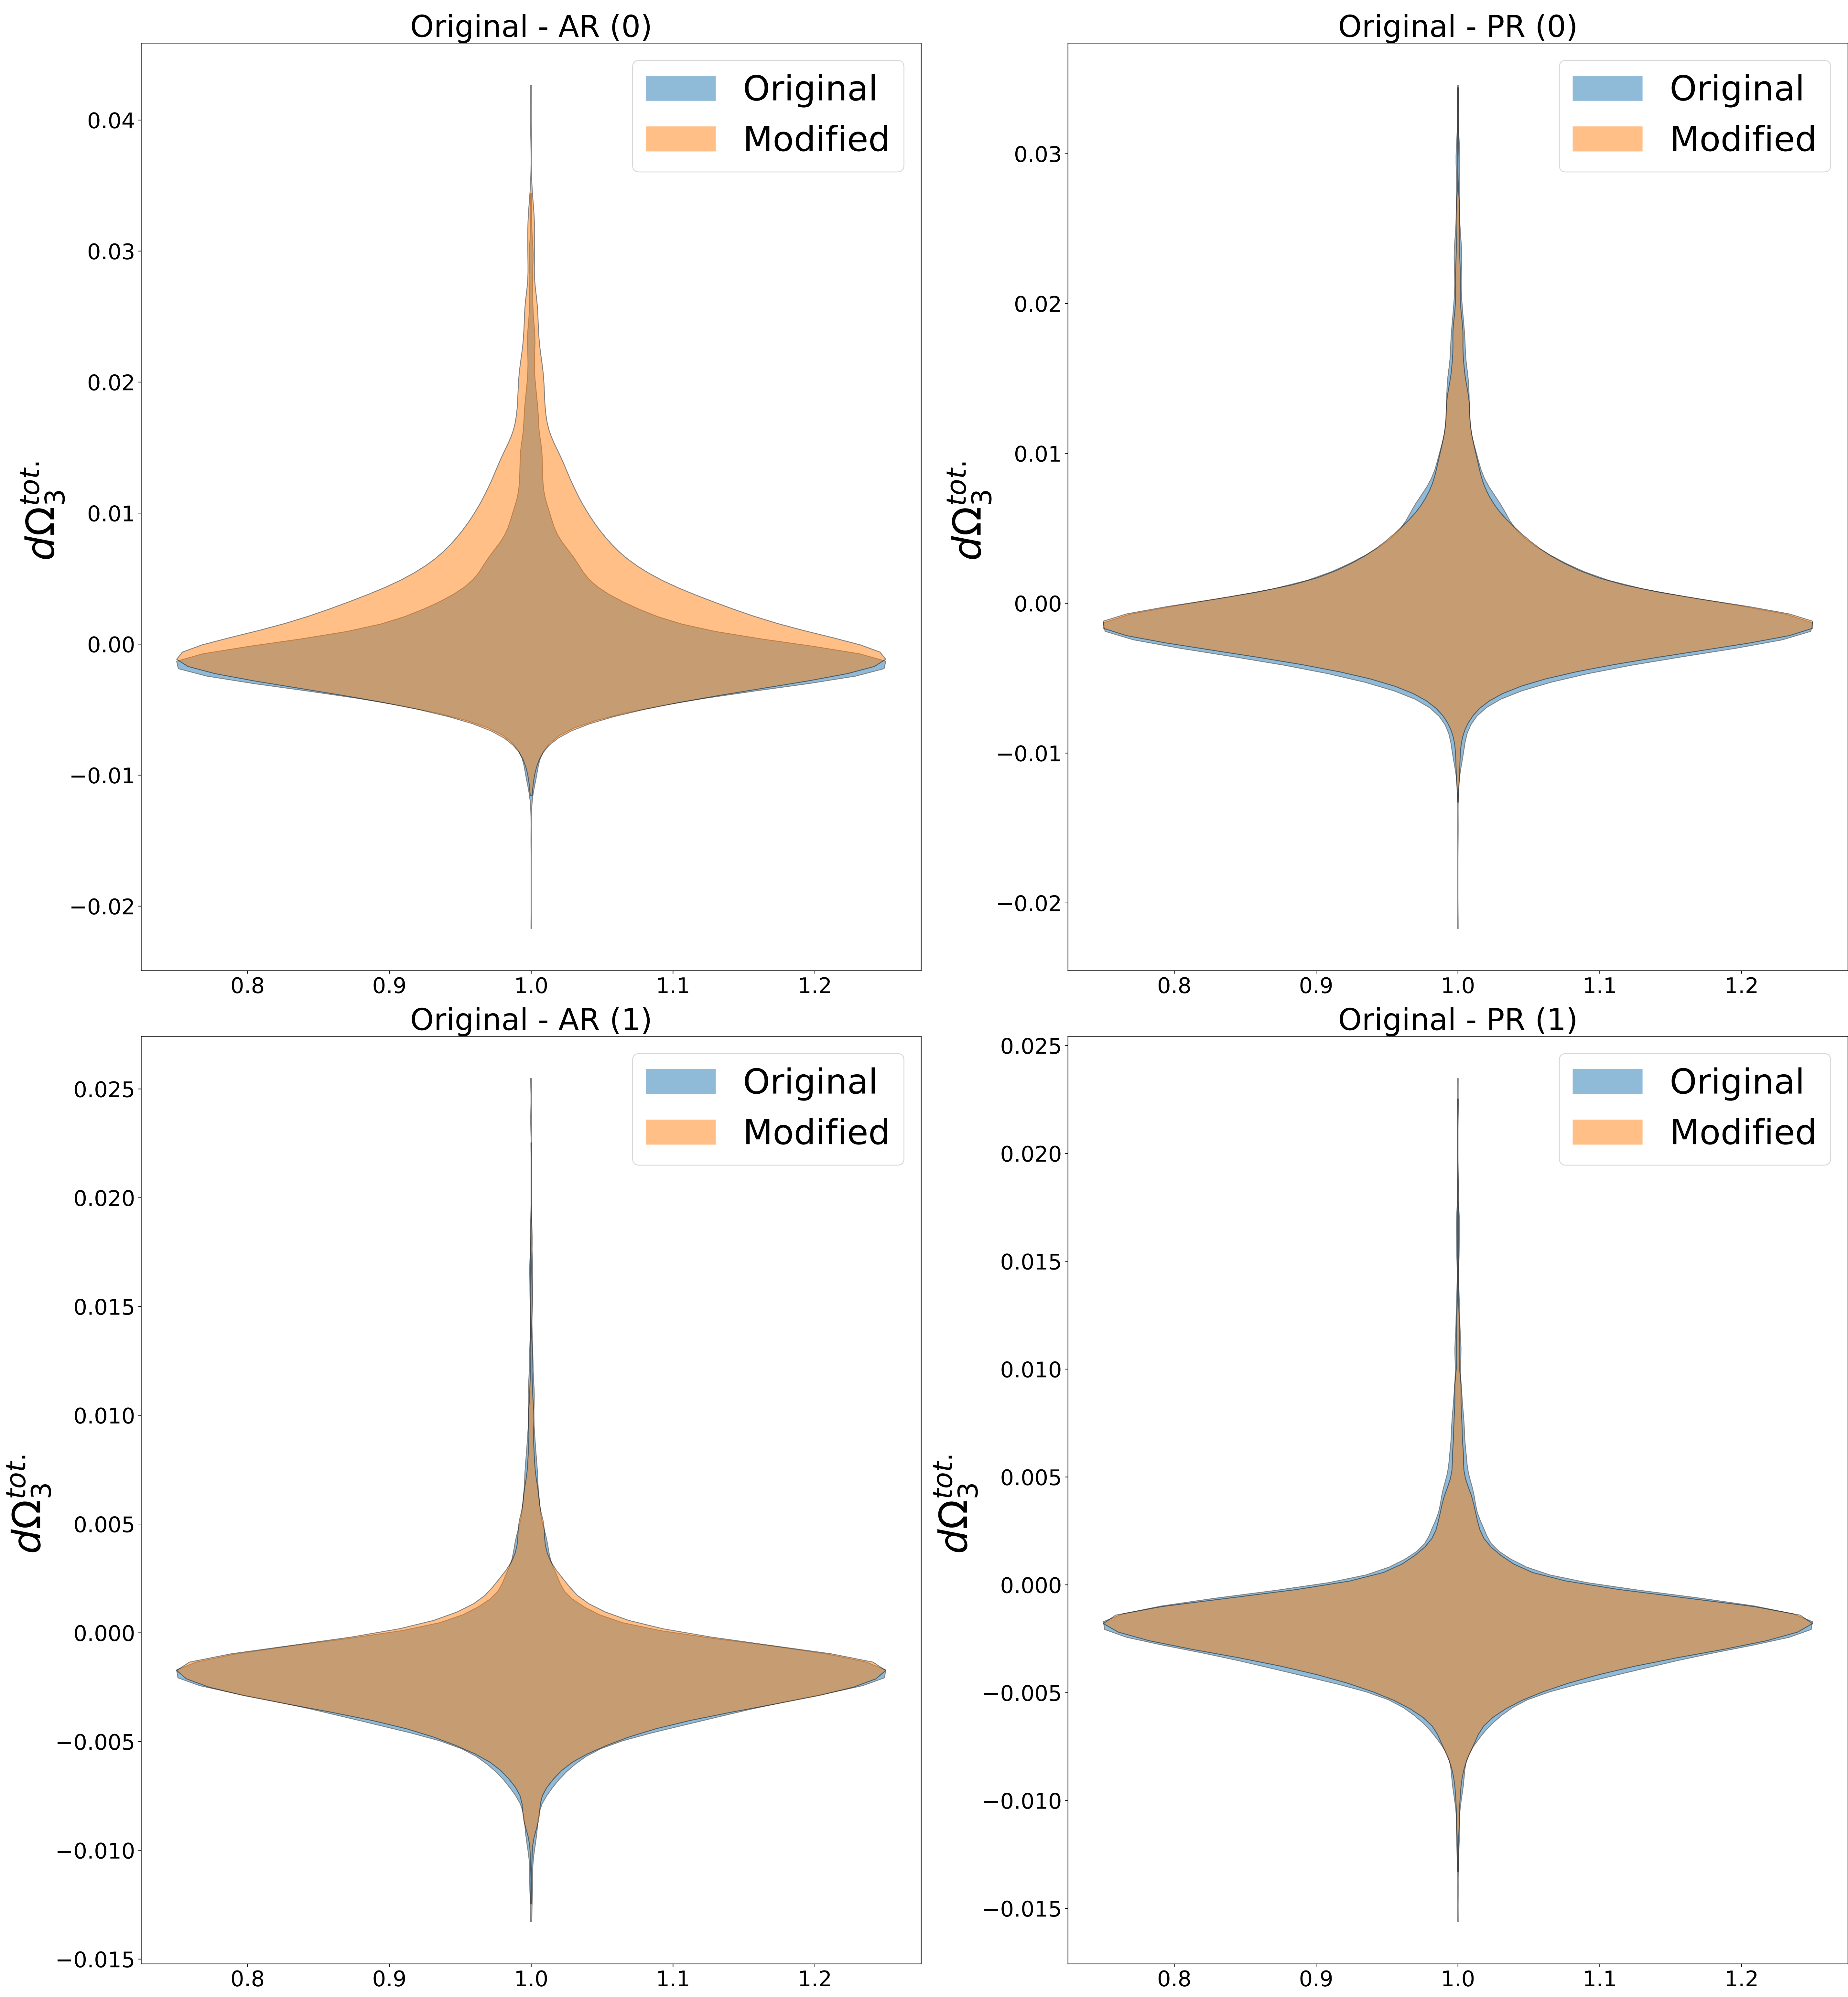 Original - AR (0)
Original
Modified
dΩ₃ᵗᵒᵗ·
0.04
0.03
0.02
0.01
0.00
−0.01
−0.02
0.8 0.9 1.0 1.1 1.2
Original - PR (0)
Original
Modified
dΩ₃ᵗᵒᵗ·
0.03
0.02
0.01
0.00
−0.01
−0.02
0.8 0.9 1.0 1.1 1.2
Original - AR (1)
Original
Modified
dΩ₃ᵗᵒᵗ·
0.025
0.020
0.015
0.010
0.005
0.000
−0.005
−0.010
−0.015
0.8 0.9 1.0 1.1 1.2
Original - PR (1)
Original
Modified
dΩ₃ᵗᵒᵗ·
0.025
0.020
0.015
0.010
0.005
0.000
−0.005
−0.010
−0.015
0.8 0.9 1.0 1.1 1.2